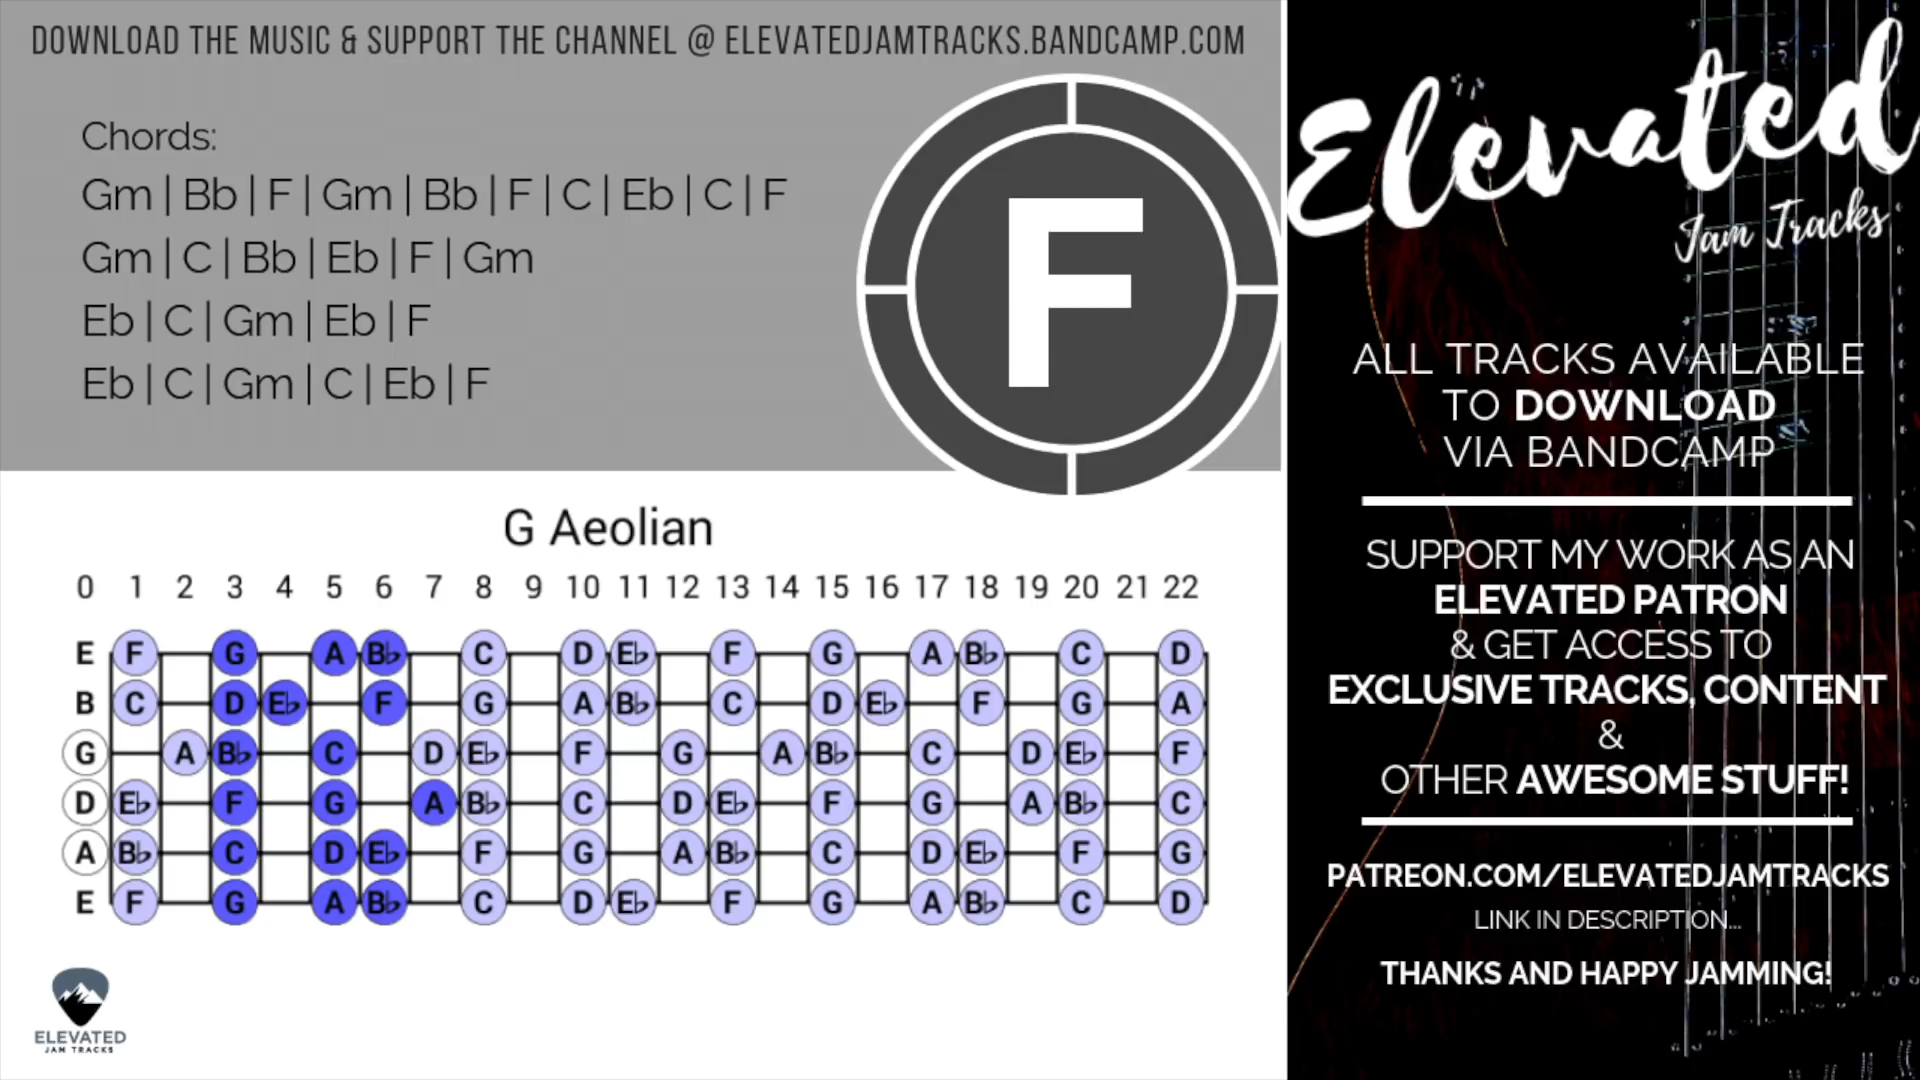 DOWNLOAD THE MUSIC & SUPPORT THE CHANNEL @ ELEVATEDJAMTRACKS.BANDCAMP.COM
Chords:
Gm | Bb | F | Gm | Bb | F | C | Eb | C | F
Gm | C | Bb | Eb | F | Gm
Eb | C | Gm | Eb | F
Eb | C | Gm | C | Eb | F
F
G Aeolian
0 1 2 3 4 5 6 7 8 9 10 11 12 13 14 15 16 17 18 19 20 21 22
E F G A B♭ C D E♭ F G A B♭ C D
B C D E♭ F G A B♭ C D E♭ F G A
G A B♭ C D E♭ F G A B♭ C D E♭ F
D E♭ F G A B♭ C D E♭ F G A B♭ C
A B♭ C D E♭ F G A B♭ C D E♭ F G
E F G A B♭ C D E♭ F G A B♭ C D
ELEVATED
JAM TRACKS
Elevated
Jam Tracks
ALL TRACKS AVAILABLE
TO DOWNLOAD
VIA BANDCAMP
SUPPORT MY WORK AS AN
ELEVATED PATRON
& GET ACCESS TO
EXCLUSIVE TRACKS, CONTENT
&
OTHER AWESOME STUFF!
PATREON.COM/ELEVATEDJAMTRACKS
LINK IN DESCRIPTION...
THANKS AND HAPPY JAMMING!